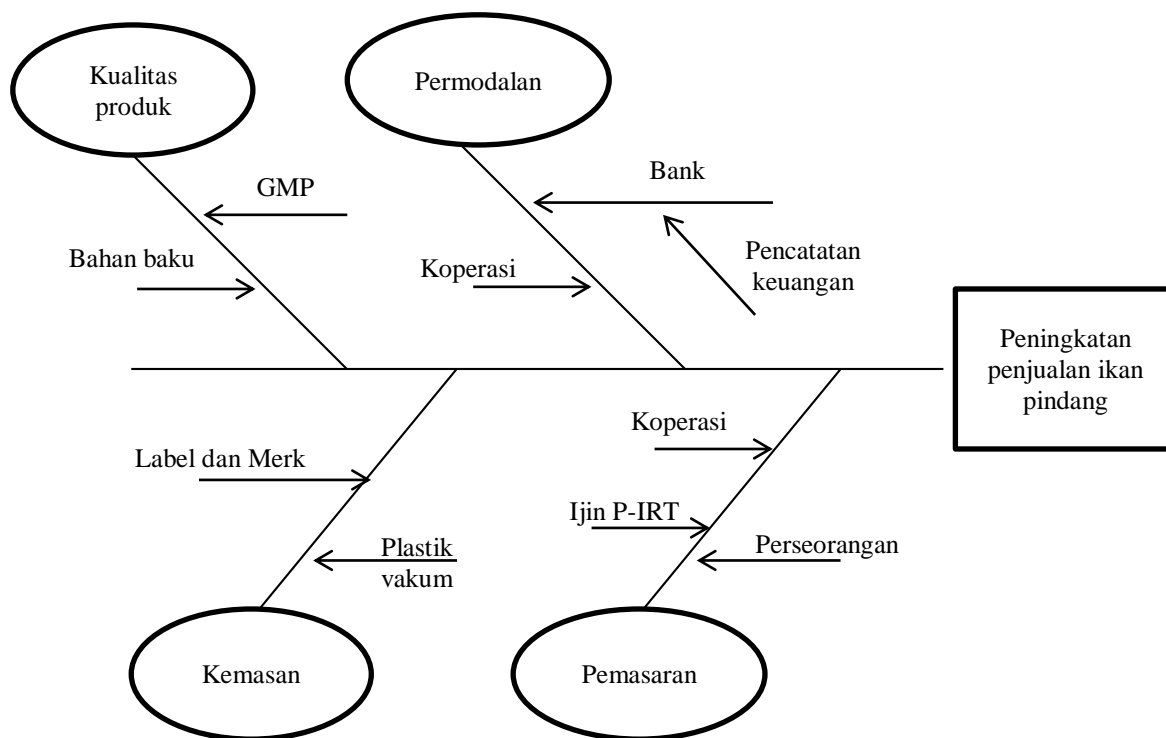 Kualitas
produk
Permodalan
GMP
Bank
Bahan baku
Koperasi
Pencatatan
keuangan
Peningkatan
penjualan ikan
pindang
Koperasi
Label dan Merk
Ijin P-IRT
Perseorangan
Plastik
vakum
Kemasan
Pemasaran